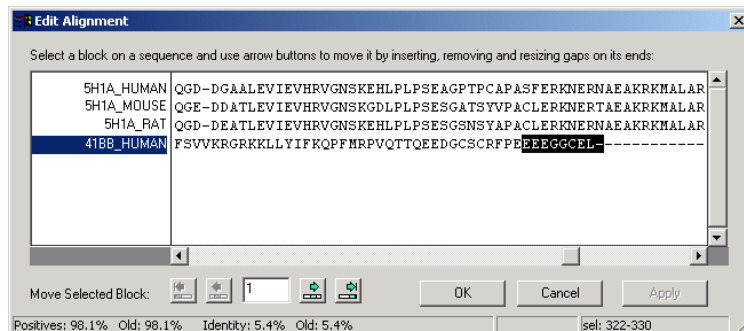 Edit Alignment
Select a block on a sequence and use arrow buttons to move it by inserting, removing and resizing gaps on its ends:
5H1A_HUMAN QGD-DGAALEVIEVHRVGNSKEHLPLPSEAGPTPCAPASFERKNERNAEAKRKMALAR
5H1A_MOUSE QGE-DDATLEVIEVHRVGNSKGDLPLPSESGATSYVPACLERKNERTAEAKRKMALAR
5H1A_RAT QGD-DEATLEVIEVHRVGNSKEHLPLPSESGSNSYAPACLERKNERNAEAKRKMALAR
41BB_HUMAN FSVVKRGRKKLLYIFKQPFMRPVQTTQEEDGCSCRFPEEEEGGCEL------------
Move Selected Block: 1 OK Cancel Apply
Positives: 98.1% Old: 98.1% Identity: 5.4% Old: 5.4% sel: 322-330